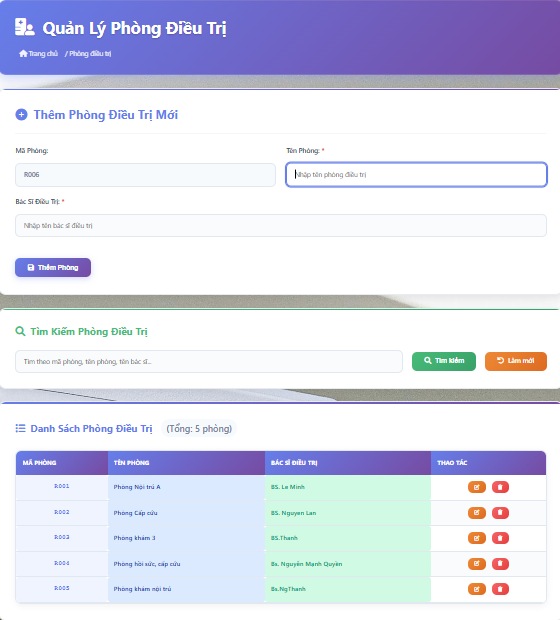 Quản Lý Phòng Điều Trị
Trang chủ / Phòng điều trị
Thêm Phòng Điều Trị Mới
Mã Phòng: Tên Phòng: *
R006 Nhập tên phòng điều trị
Bác Sĩ Điều Trị: *
Nhập tên bác sĩ điều trị
Thêm Phòng
Tìm Kiếm Phòng Điều Trị
Tìm theo mã phòng, tên phòng, tên bác sĩ... Tìm kiếm Làm mới
Danh Sách Phòng Điều Trị (Tổng: 5 phòng)
MÃ PHÒNG TÊN PHÒNG BÁC SĨ ĐIỀU TRỊ THAO TÁC
R001 Phòng Nội trú A BS. Le Minh
R002 Phòng Cấp cứu BS. Nguyen Lan
R003 Phòng khám 3 BS.Thanh
R004 Phòng hồi sức, cấp cứu Bs. Nguyễn Mạnh Quyền
R005 Phòng khám nội trú Bs.NgThanh